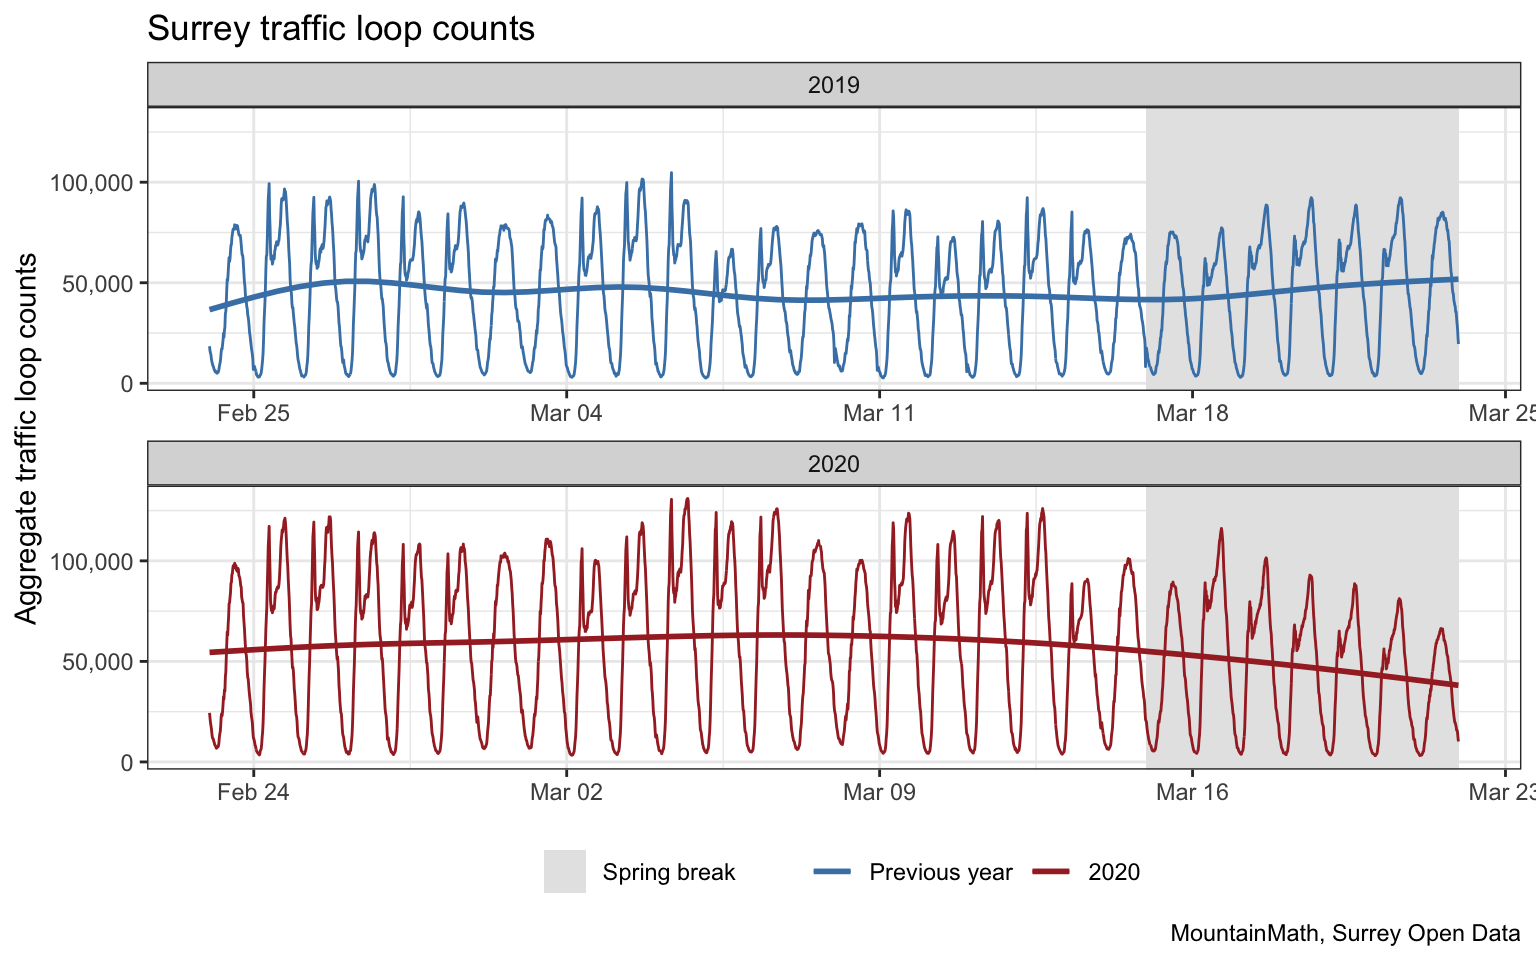 Surrey traffic loop counts
2019
Aggregate traffic loop counts
100,000
50,000
0
Feb 25 Mar 04 Mar 11 Mar 18 Mar 25
2020
100,000
50,000
0
Feb 24 Mar 02 Mar 09 Mar 16 Mar 23
Spring break Previous year 2020
MountainMath, Surrey Open Data